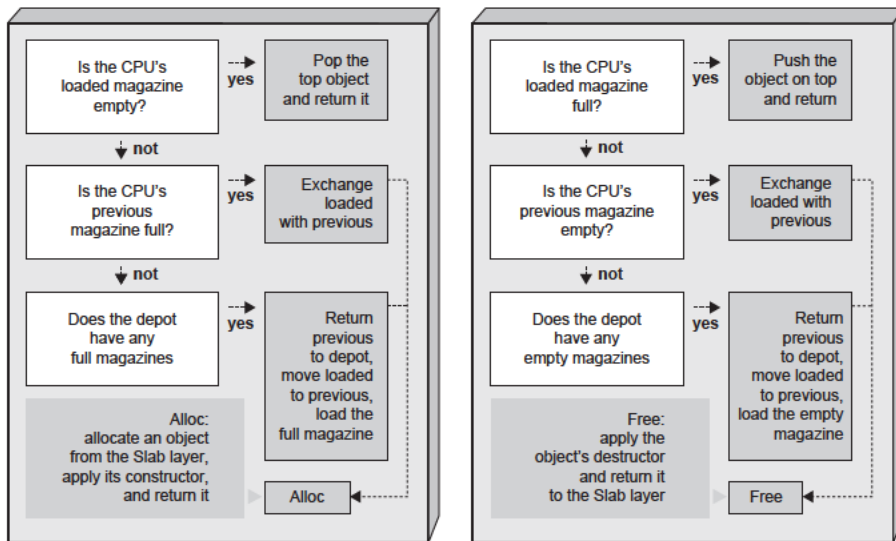 Is the CPU's
loaded magazine
empty?
yes
Pop the
top object
and return it
not
Is the CPU's
previous
magazine full?
yes
Exchange
loaded
with previous
not
Does the depot
have any
full magazines
yes
Return
previous
to depot,
move loaded
to previous,
load the
full magazine
Alloc:
allocate an object
from the Slab layer,
apply its constructor,
and return it
Alloc
Is the CPU's
loaded magazine
full?
yes
Push the
object on top
and return
not
Is the CPU's
previous magazine
empty?
yes
Exchange
loaded with
previous
not
Does the depot
have any
empty magazines
yes
Return
previous
to depot,
move loaded
to previous,
load the empty
magazine
Free:
apply the
object's destructor
and return it
to the Slab layer
Free